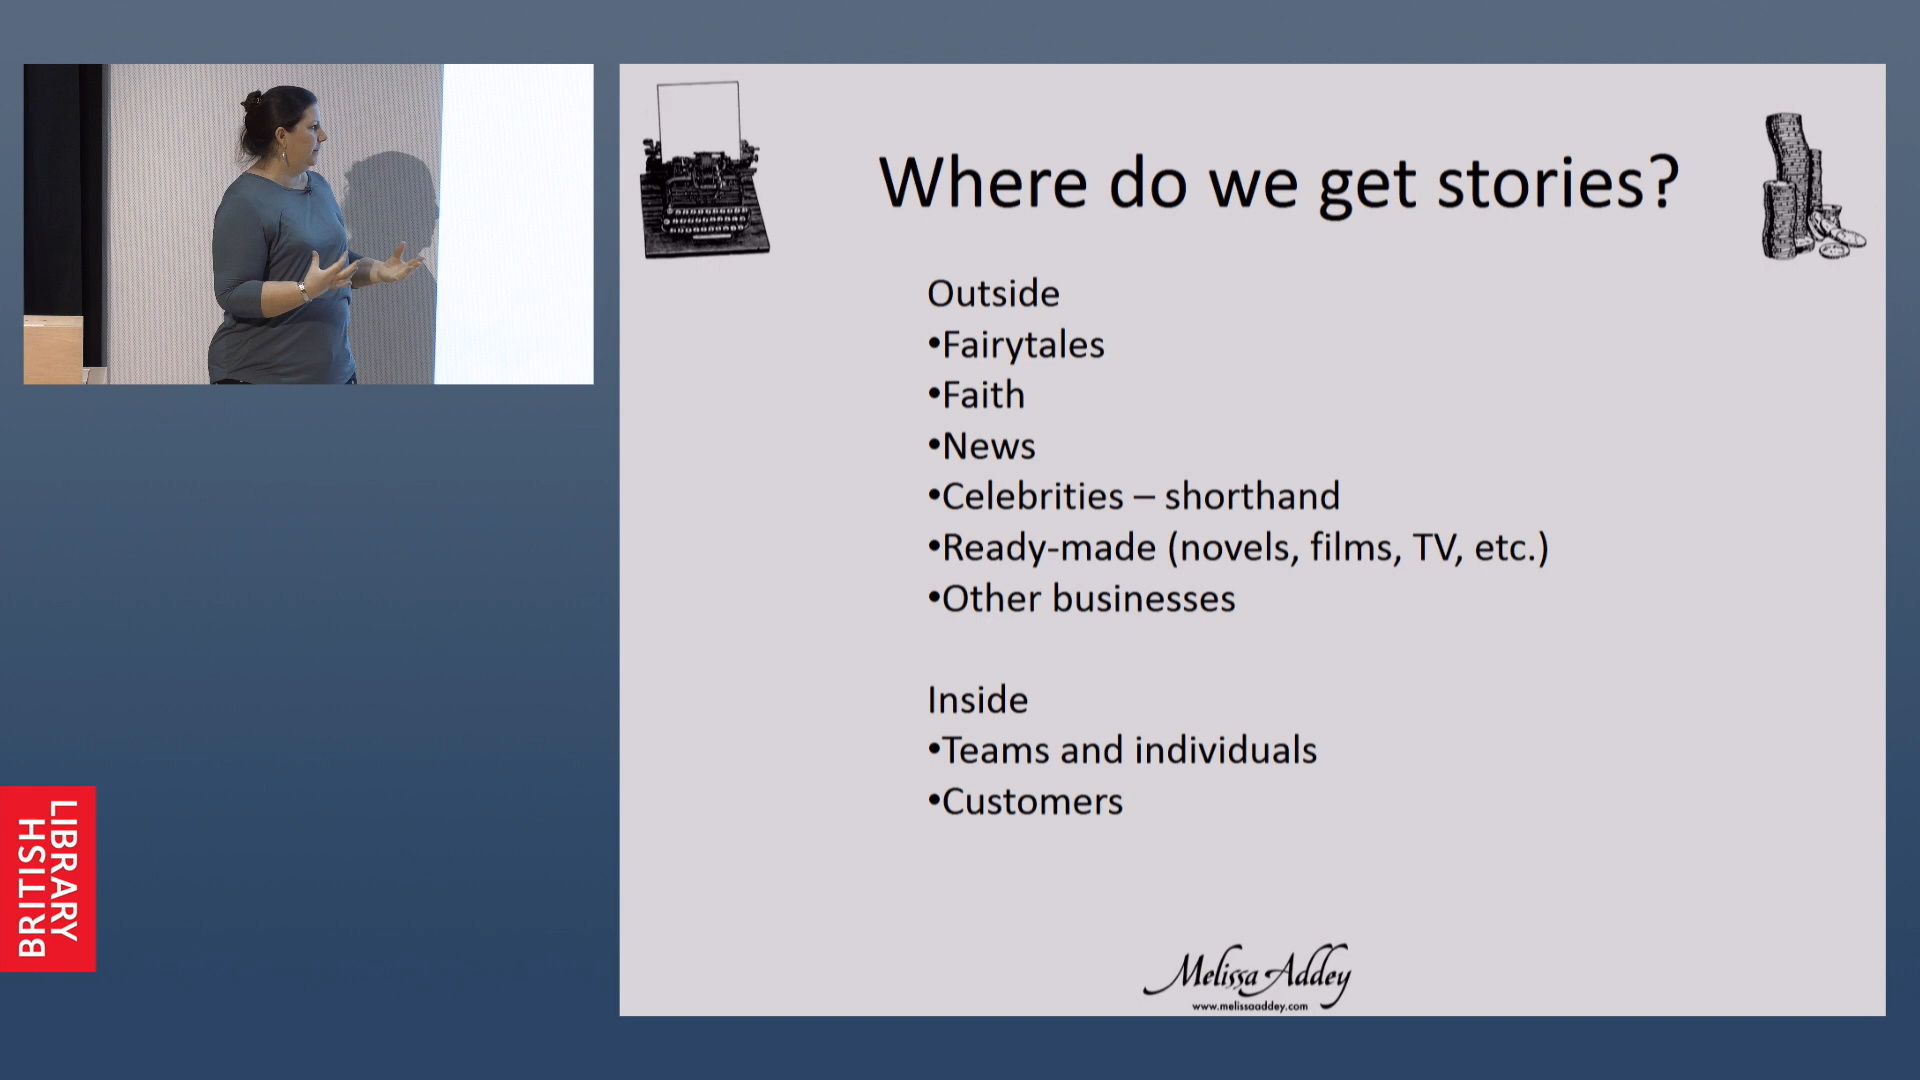 Where do we get stories?
Outside
•Fairytales
•Faith
•News
•Celebrities – shorthand
•Ready-made (novels, films, TV, etc.)
•Other businesses
Inside
•Teams and individuals
•Customers
Melissa Addey
www.melissaaddey.com
LIBRARY
BRITISH